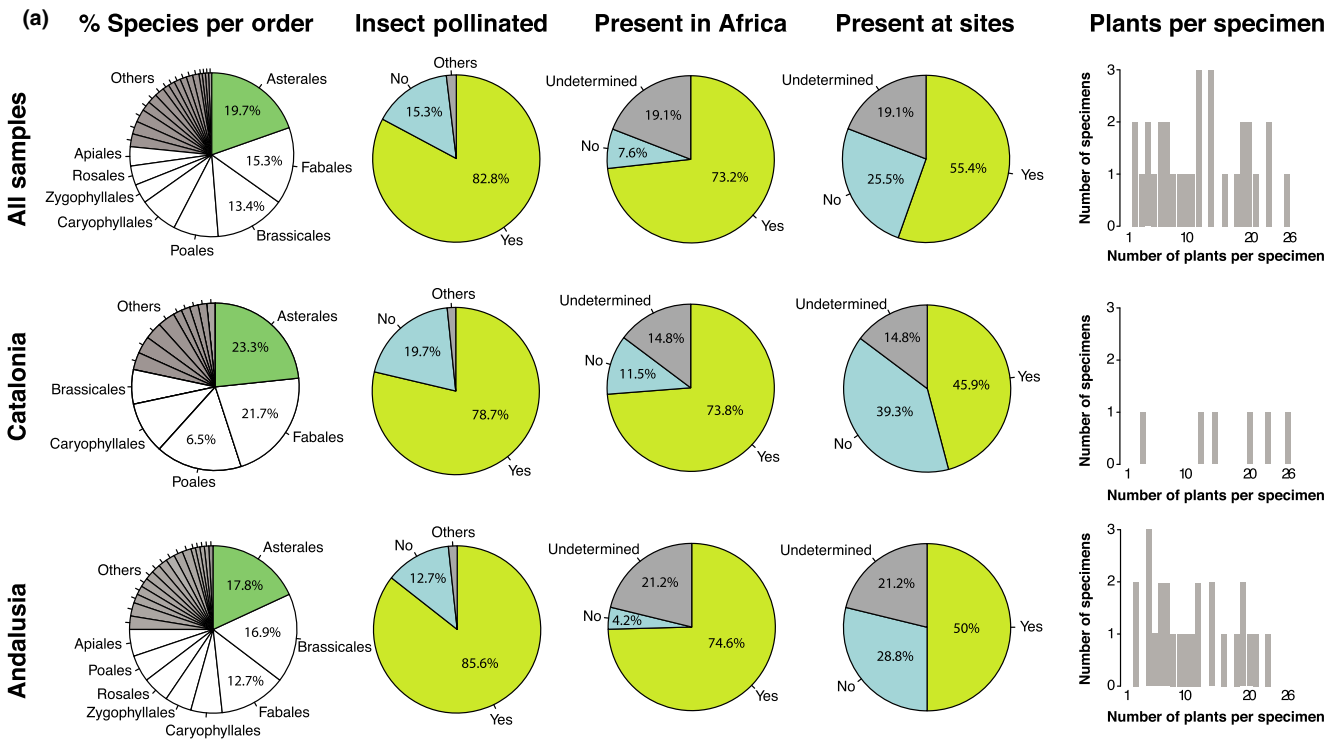 (a) % Species per order Insect pollinated Present in Africa Present at sites Plants per specimen
All samples
Others
Asterales
19.7%
15.3%
Fabales
13.4%
Brassicales
Poales
Caryophyllales
Zygophyllales
Rosales
Apiales
Others
No
15.3%
82.8%
Yes
Undetermined
19.1%
No
7.6%
73.2%
Yes
Undetermined
19.1%
No
25.5%
55.4%
Yes
Number of specimens
3
2
1
0
1 10 20 26
Number of plants per specimen
Catalonia
Others
Asterales
23.3%
21.7%
Fabales
6.5%
Poales
Caryophyllales
Brassicales
Others
No
19.7%
78.7%
Yes
Undetermined
14.8%
No
11.5%
73.8%
Yes
Undetermined
14.8%
No
39.3%
45.9%
Yes
Number of specimens
3
2
1
0
1 10 20 26
Number of plants per specimen
Andalusia
Others
Asterales
17.8%
16.9%
Brassicales
12.7%
Fabales
Caryophyllales
Zygophyllales
Rosales
Poales
Apiales
Others
No
12.7%
85.6%
Yes
Undetermined
21.2%
No
4.2%
74.6%
Yes
Undetermined
21.2%
No
28.8%
50%
Yes
Number of specimens
3
2
1
0
1 10 20 26
Number of plants per specimen